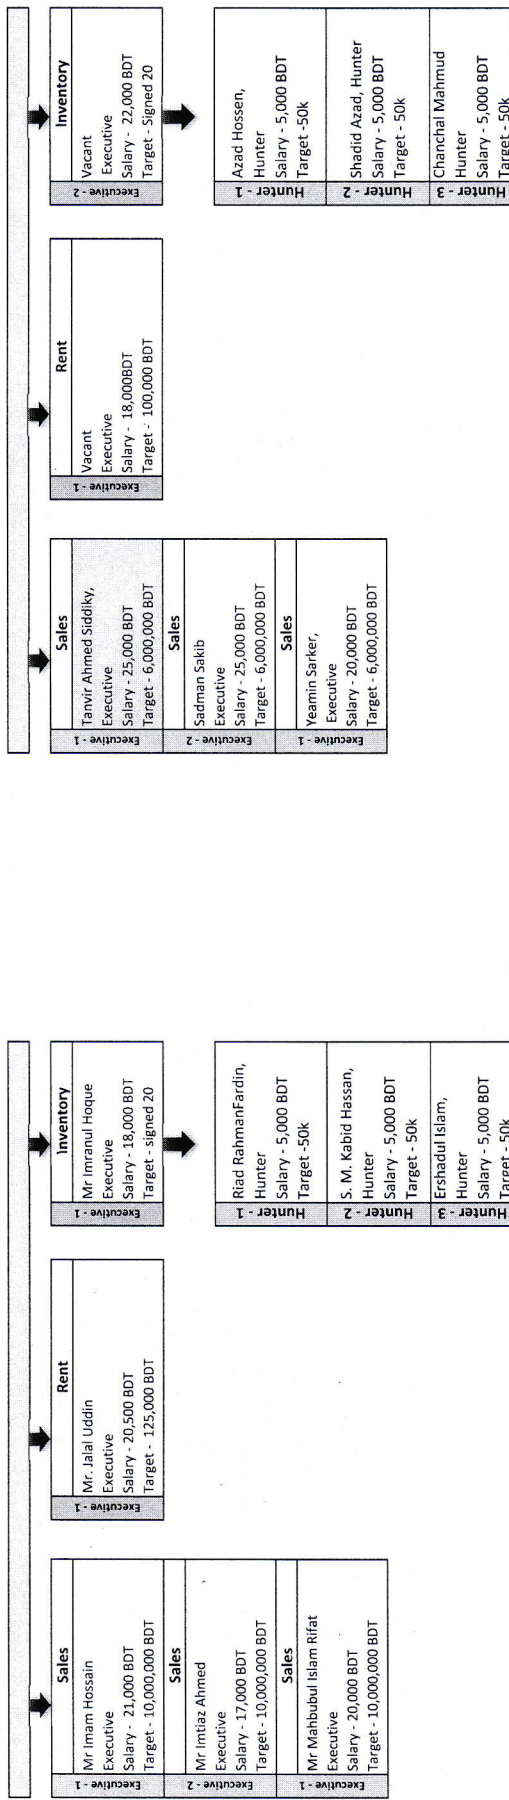 Sales
Executive - 1
Mr Imam Hossain
Executive
Salary - 21,000 BDT
Target - 10,000,000 BDT
Sales
Executive - 2
Mr Imtiaz Ahmed
Executive
Salary - 17,000 BDT
Target - 10,000,000 BDT
Sales
Executive - 1
Mr Mahbubul Islam Rifat
Executive
Salary - 20,000 BDT
Target - 10,000,000 BDT
Rent
Executive - 1
Mr. Jalal Uddin
Executive
Salary - 20,500 BDT
Target - 125,000 BDT
Inventory
Executive - 1
Mr Imranul Hoque
Executive
Salary - 18,000 BDT
Target - signed 20
Hunter - 1
Riad RahmanFardin,
Hunter
Salary - 5,000 BDT
Target -50k
Hunter - 2
S. M. Kabid Hassan,
Hunter
Salary - 5,000 BDT
Target - 50k
Hunter - 3
Ershadul Islam,
Hunter
Salary - 5,000 BDT
Target - 50k
Sales
Executive - 1
Tanvir Ahmed Siddiky,
Executive
Salary - 25,000 BDT
Target - 6,000,000 BDT
Sales
Executive - 2
Sadman Sakib
Executive
Salary - 25,000 BDT
Target - 6,000,000 BDT
Sales
Executive - 1
Yeamin Sarker,
Executive
Salary - 20,000 BDT
Target - 6,000,000 BDT
Rent
Executive - 1
Vacant
Executive
Salary - 18,000BDT
Target - 100,000 BDT
Inventory
Executive - 2
Vacant
Executive
Salary - 22,000 BDT
Target - Signed 20
Hunter - 1
Azad Hossen,
Hunter
Salary - 5,000 BDT
Target -50k
Hunter - 2
Shadid Azad, Hunter
Salary - 5,000 BDT
Target - 50k
Hunter - 3
Chanchal Mahmud
Hunter
Salary - 5,000 BDT
Target - 50k